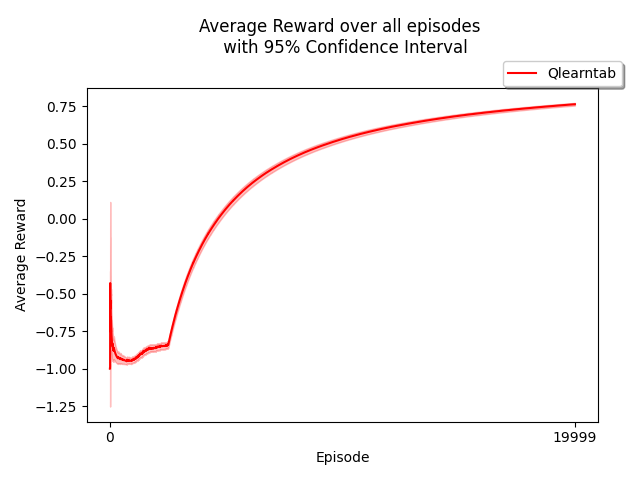 Average Reward over all episodes
with 95% Confidence Interval
Qlearntab
0.75
0.50
0.25
0.00
−0.25
−0.50
−0.75
−1.00
−1.25
Average Reward
0
19999
Episode